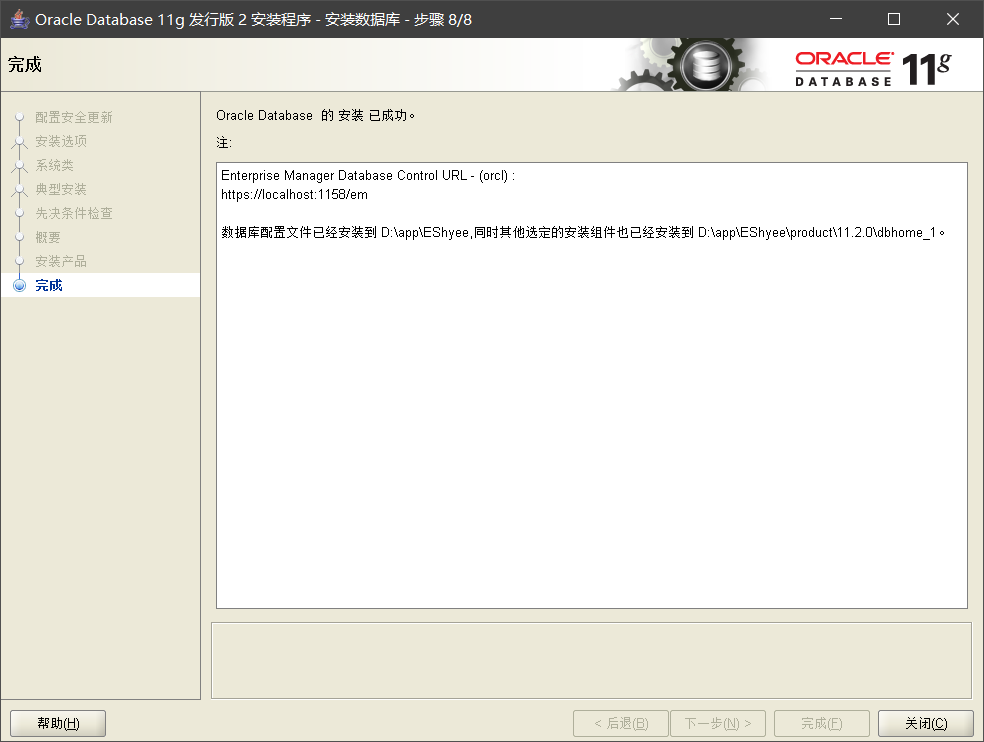 Oracle Database 11g 发行版 2 安装程序 - 安装数据库 - 步骤 8/8
完成
ORACLE
DATABASE 11g
配置安全更新
安装选项
系统类
典型安装
先决条件检查
概要
安装产品
完成
Oracle Database 的 安装 已成功。
注:
Enterprise Manager Database Control URL - (orcl) :
https://localhost:1158/em
数据库配置文件已经安装到 D:\app\EShyee,同时其他选定的安装组件也已经安装到 D:\app\EShyee\product\11.2.0\dbhome_1。
帮助(H)
< 后退(B)
下一步(N) >
完成(F)
关闭(C)